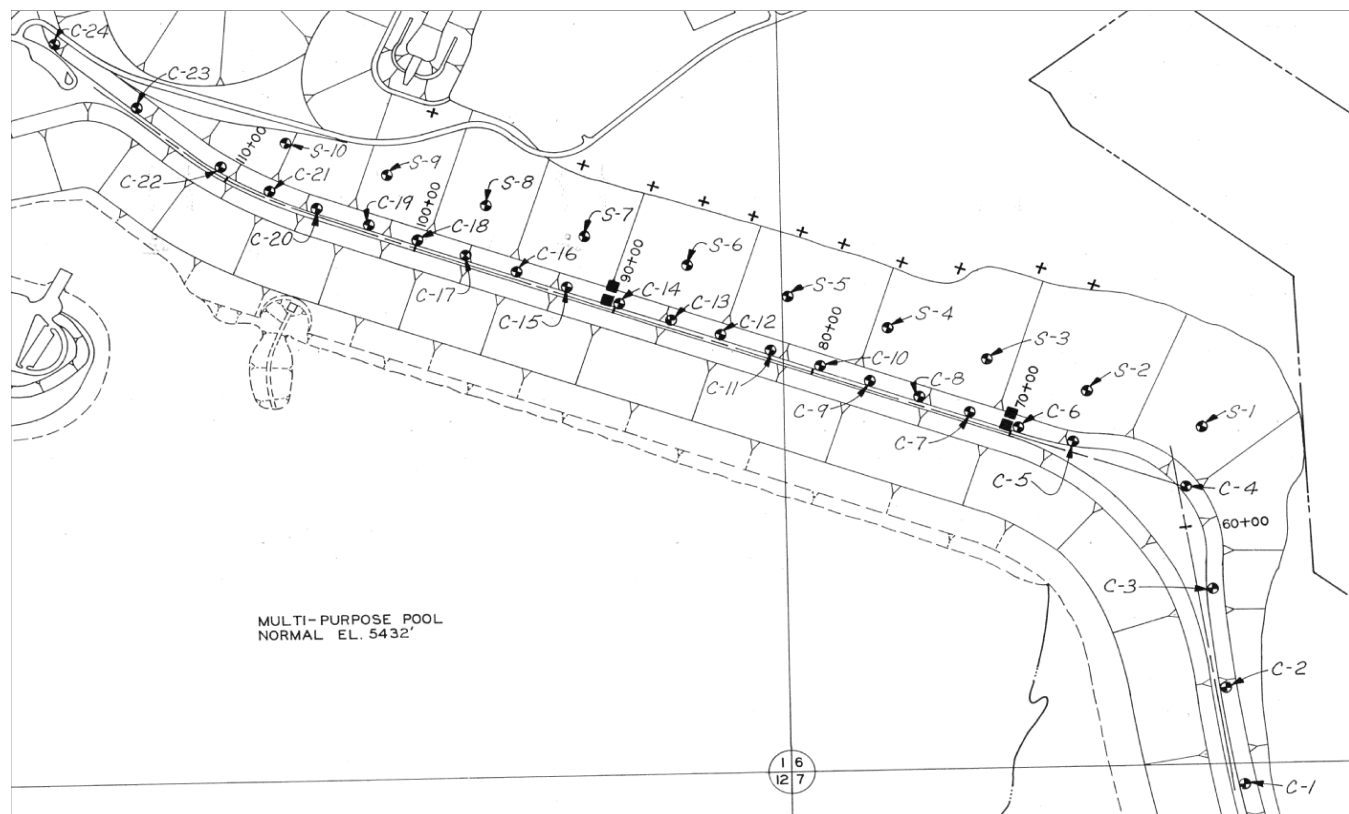 C-24
C-23
110+00
S-10
C-22
C-21
S-9
C-19
S-8
C-20
100+00
C-18
S-7
C-16
S-6
C-17
90+00
C-14
C-15
C-13
S-5
C-12
S-4
80+00
C-11
C-10
S-3
C-9
C-8
S-2
70+00
C-7
C-6
S-1
C-5
C-4
60+00
C-3
MULTI-PURPOSE POOL
NORMAL EL. 5432'
C-2
1 6
12 7
C-1